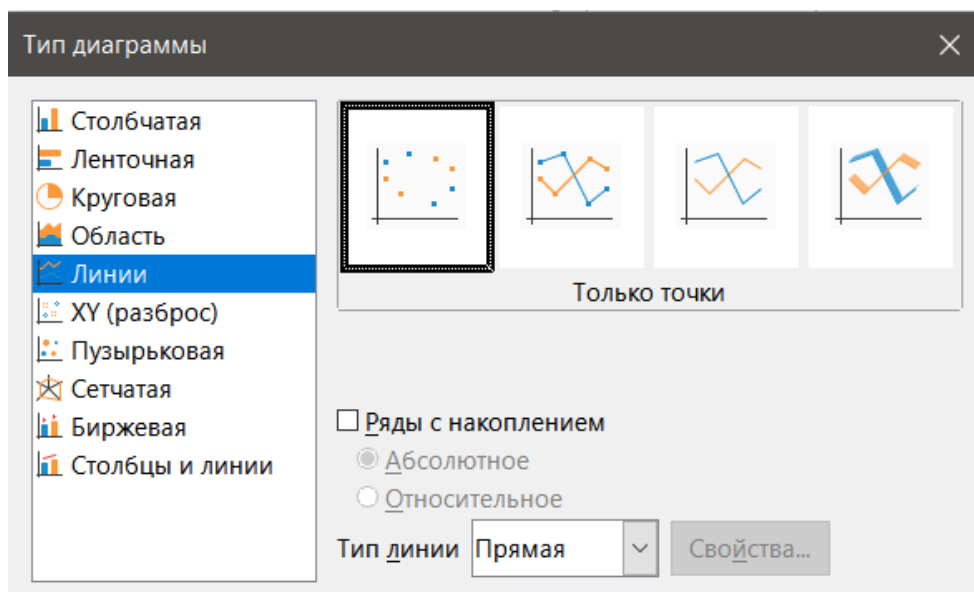 Тип диаграммы
Столбчатая
Ленточная
Круговая
Область
Линии
XY (разброс)
Пузырьковая
Сетчатая
Биржевая
Столбцы и линии
Только точки
Ряды с накоплением
Абсолютное
Относительное
Тип линии Прямая Свойства...